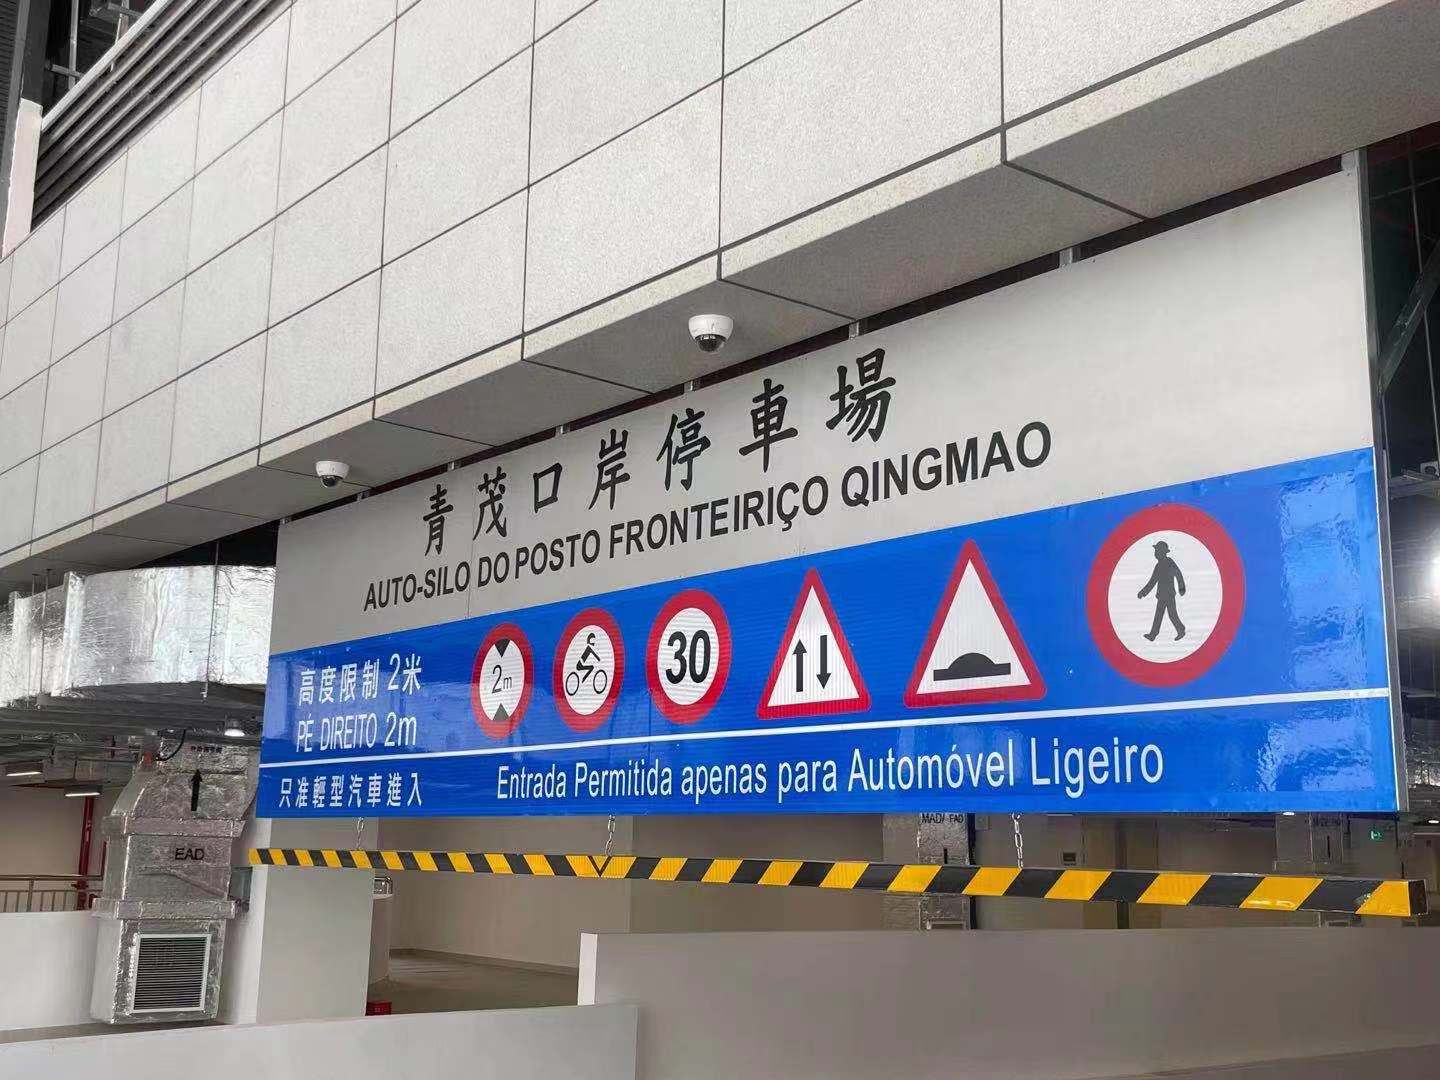 青茂口岸停車場
AUTO-SILO DO POSTO FRONTEIRIÇO QINGMAO
高度限制 2米
PÉ DIREITO 2m
2m
30
只准輕型汽車進入
Entrada Permitida apenas para Automóvel Ligeiro
EAD
MAD/ FAD